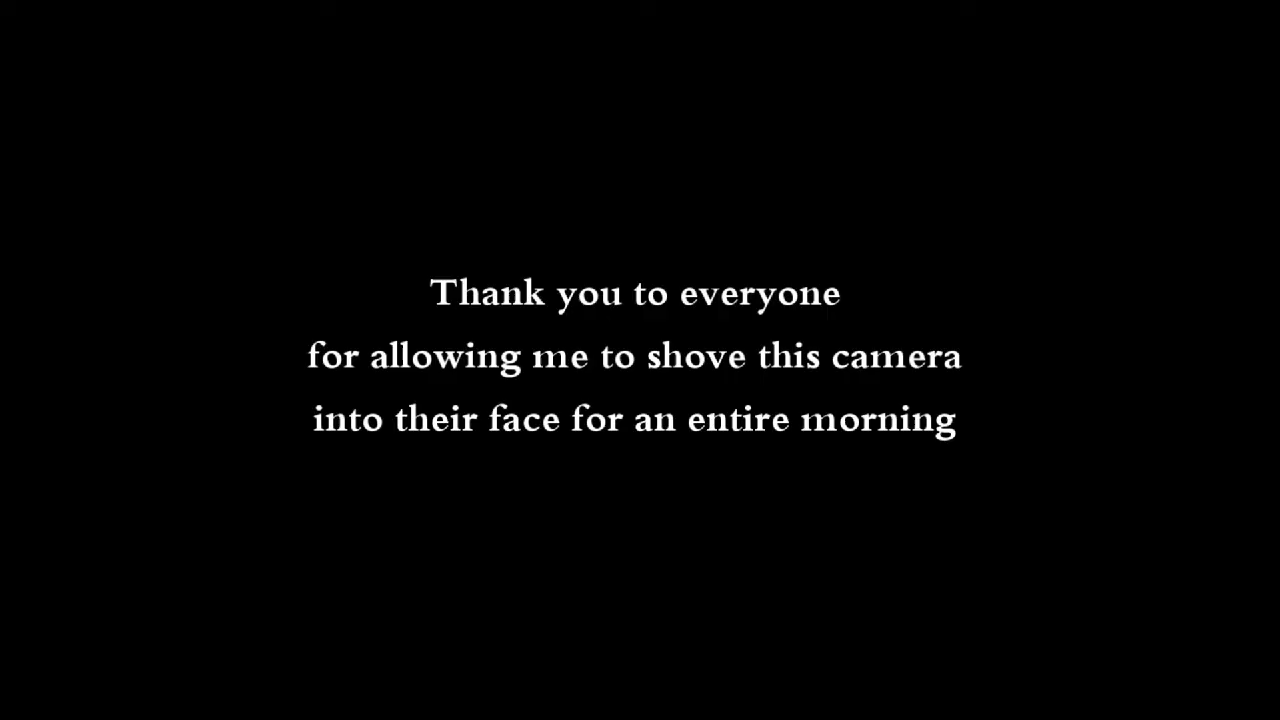 Thank you to everyone
for allowing me to shove this camera
into their face for an entire morning